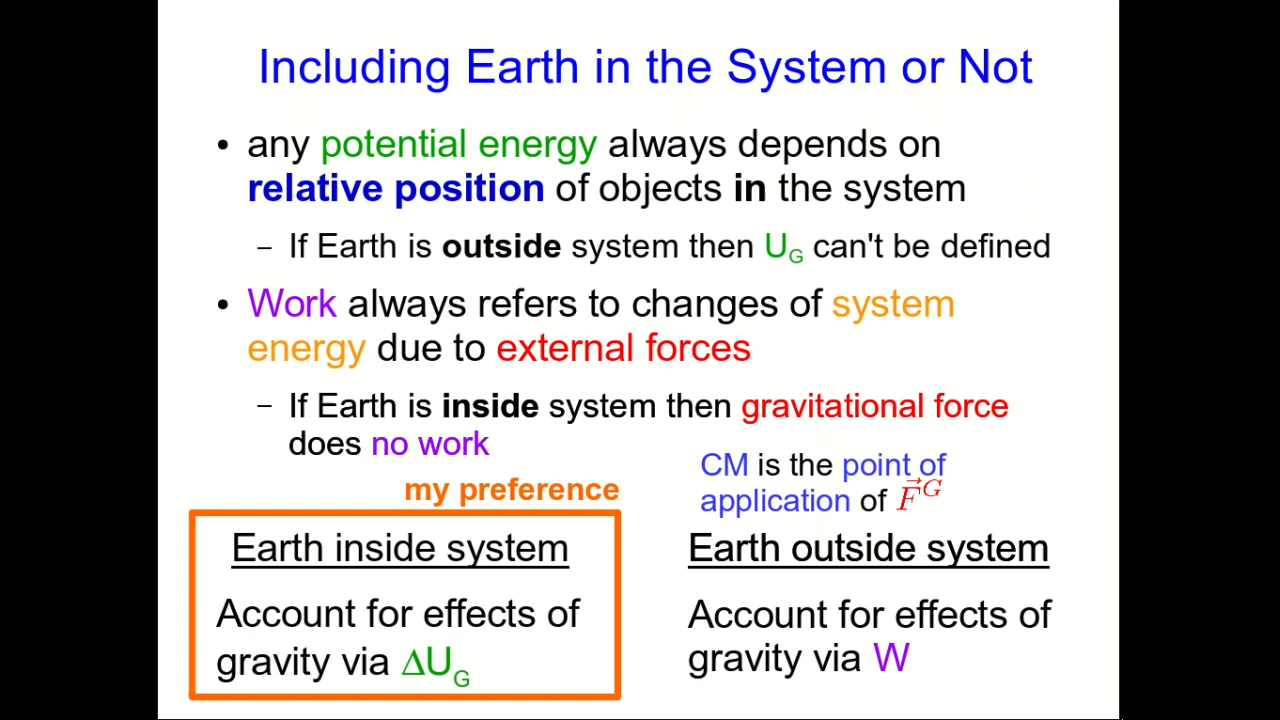 Including Earth in the System or Not
• any potential energy always depends on
relative position of objects in the system
– If Earth is outside system then U_G can't be defined
• Work always refers to changes of system
energy due to external forces
– If Earth is inside system then gravitational force
does no work
my preference
Earth inside system
Account for effects of
gravity via ΔU_G
CM is the point of
application of F⃗^G
Earth outside system
Account for effects of
gravity via W